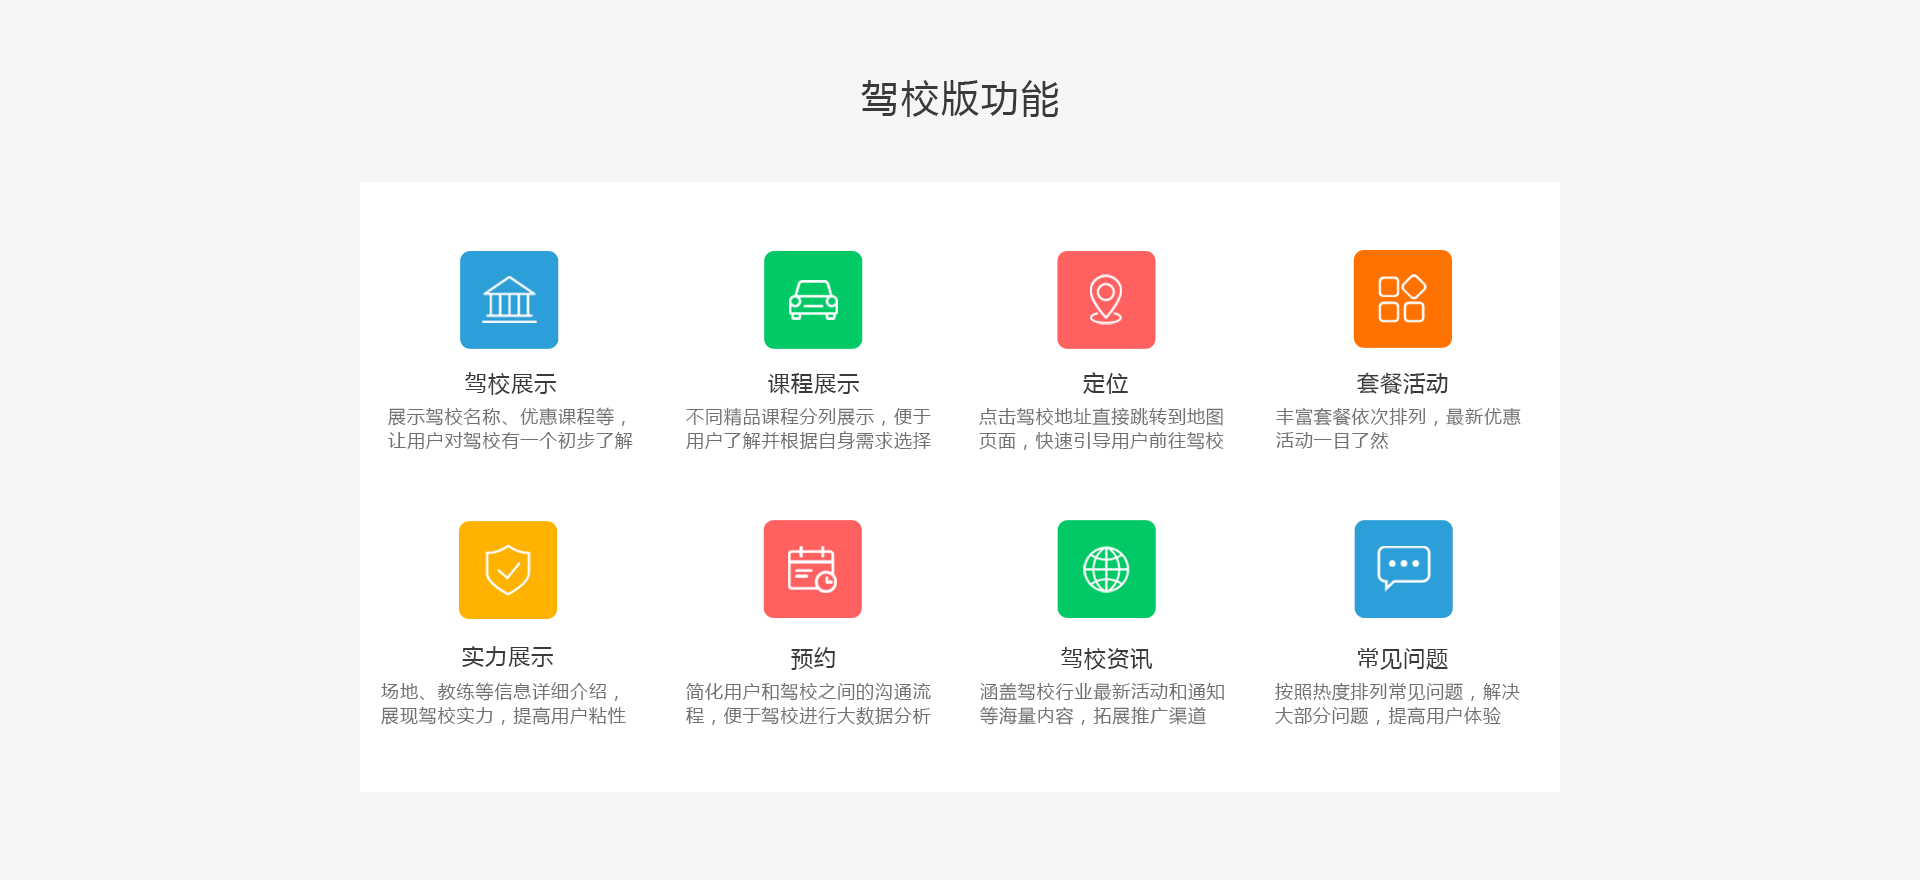 驾校版功能
驾校展示
展示驾校名称、优惠课程等，
让用户对驾校有一个初步了解
课程展示
不同精品课程分列展示，便于
用户了解并根据自身需求选择
定位
点击驾校地址直接跳转到地图
页面，快速引导用户前往驾校
套餐活动
丰富套餐依次排列，最新优惠
活动一目了然
实力展示
场地、教练等信息详细介绍，
展现驾校实力，提高用户粘性
预约
简化用户和驾校之间的沟通流
程，便于驾校进行大数据分析
驾校资讯
涵盖驾校行业最新活动和通知
等海量内容，拓展推广渠道
常见问题
按照热度排列常见问题，解决
大部分问题，提高用户体验